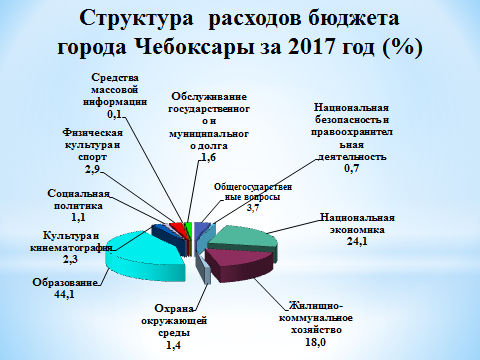 Структура расходов бюджета
города Чебоксары за 2017 год (%)
Средства
массовой
информации
0,1
Обслуживание
государственног
о и
муниципальног
о долга
1,6
Национальная
безопасность и
правоохранител
ьная
деятельность
0,7
Физическая
культура и
спорт
2,9
Общегосударствен
ные вопросы
3,7
Социальная
политика
1,1
Национальная
экономика
24,1
Культура и
кинематография
2,3
Образование
44,1
Охрана
окружающей
среды
1,4
Жилищно-
коммунальное
хозяйство
18,0